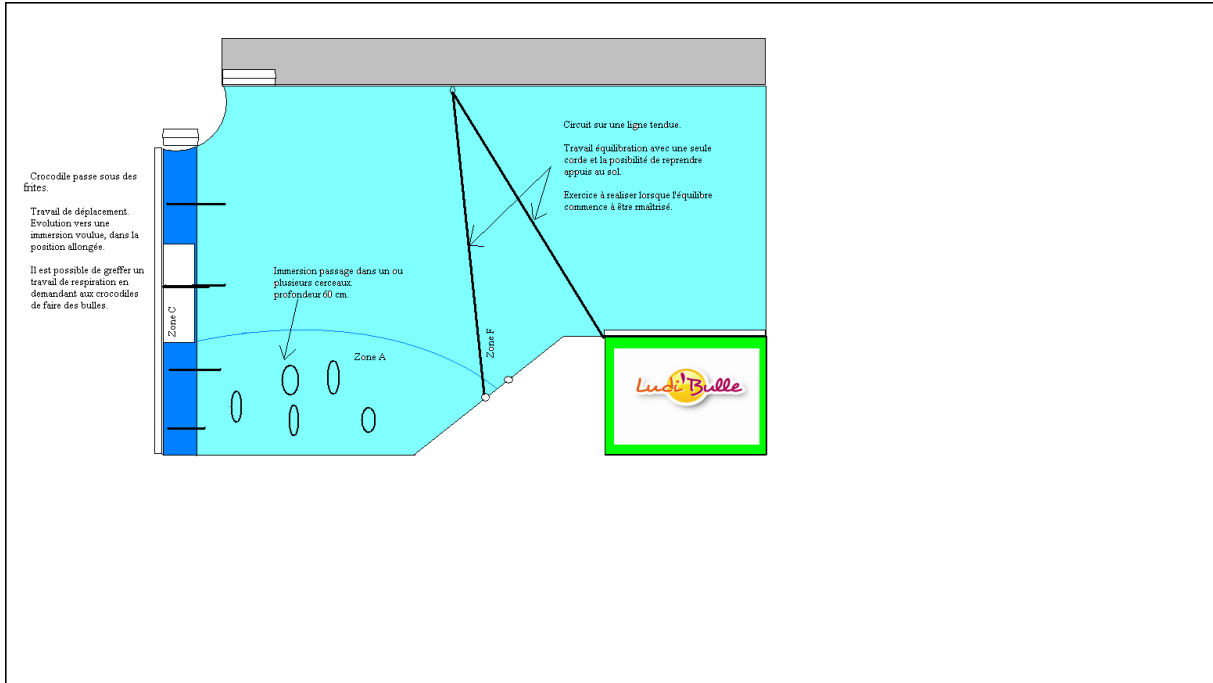 Crocodile passe sous des
frites.
Travail de déplacement.
Evolution vers une
immersion voulue, dans la
position allongée.
Il est possible de greffer un
travail de respiration en
demandant aux crocodiles
de faire des bulles.
Zone C
Immersion passage dans un ou
plusieurs cerceaux.
profondeur 60 cm.
Zone A
Zone F
Circuit sur une ligne tendue.
Travail équilibration avec une seule
corde et la posibilité de reprendre
appuis au sol.
Exercice à realiser lorsque l'équilibre
commence à être rmaîtrisé.
Ludi'Bulle